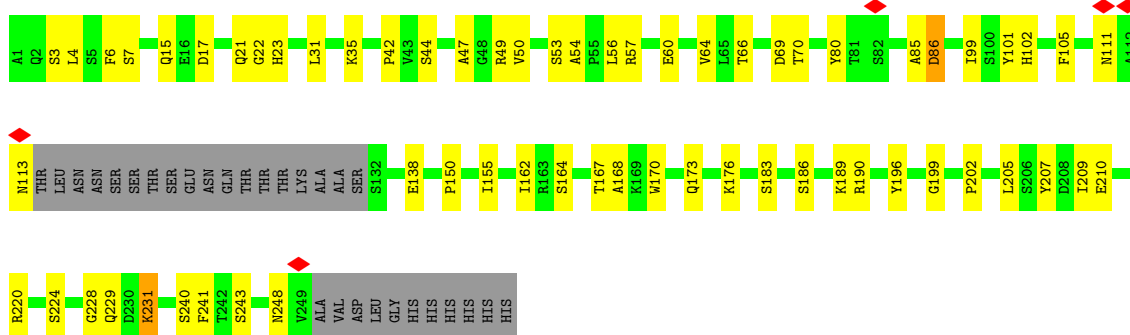 A1 Q2 S3 L4 S5 F6 S7 Q15 E16 D17 Q21 G22 H23 L31 K35 P42 V43 S44 A47 G48 R49 V50 S53 A54 P55 L56 R57 E60 V64 L65 T66 D69 T70 Y80 T81 S82 A85 D86 I99 S100 Y101 H102 F105 N111 A112
N113 THR LEU ASN ASN SER SER THR SER GLU ASN GLN THR THR THR LYS ALA ALA SER S132 E138 P150 I155 I162 R163 S164 T167 A168 K169 W170 Q173 K176 S183 S186 K189 R190 Y196 G199 P202 L205 S206 Y207 D208 I209 E210
R220 S224 G228 Q229 D230 K231 S240 F241 T242 S243 N248 V249 ALA VAL ASP LEU GLY HIS HIS HIS HIS HIS HIS